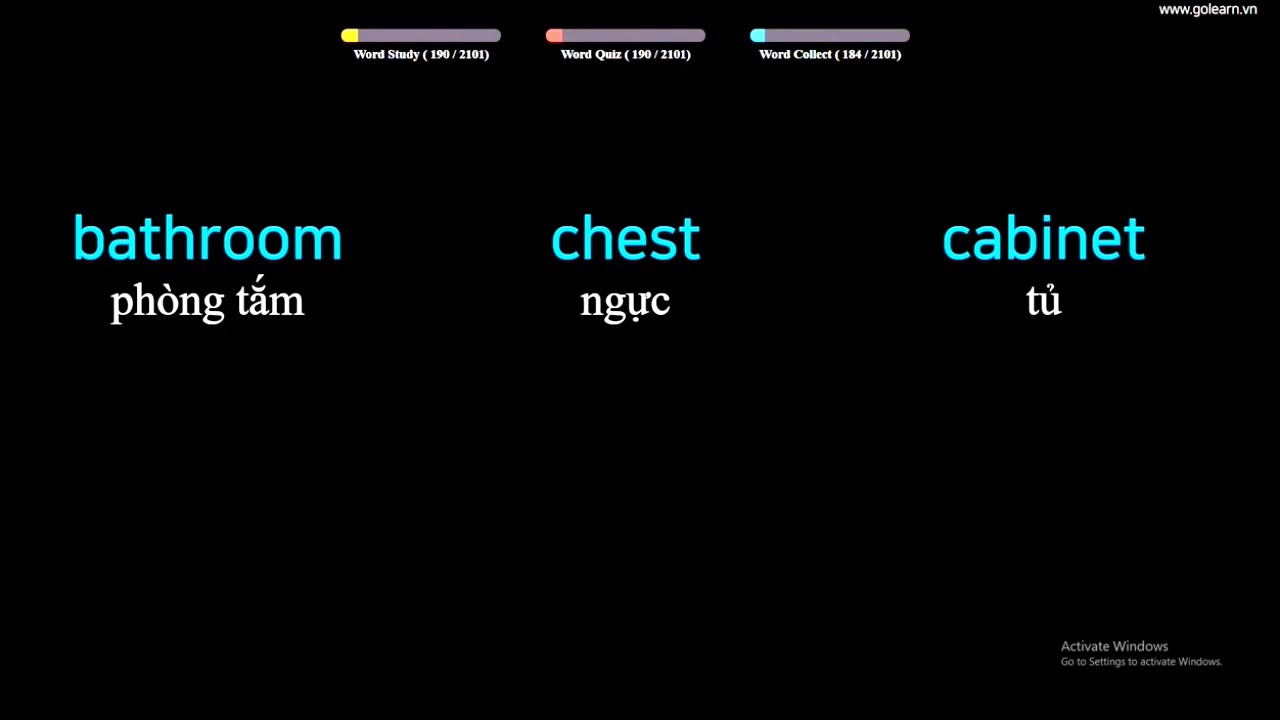 www.golearn.vn
Word Study ( 190 / 2101)
Word Quiz ( 190 / 2101)
Word Collect ( 184 / 2101)
bathroom
phòng tắm
chest
ngực
cabinet
tủ
Activate Windows
Go to Settings to activate Windows.